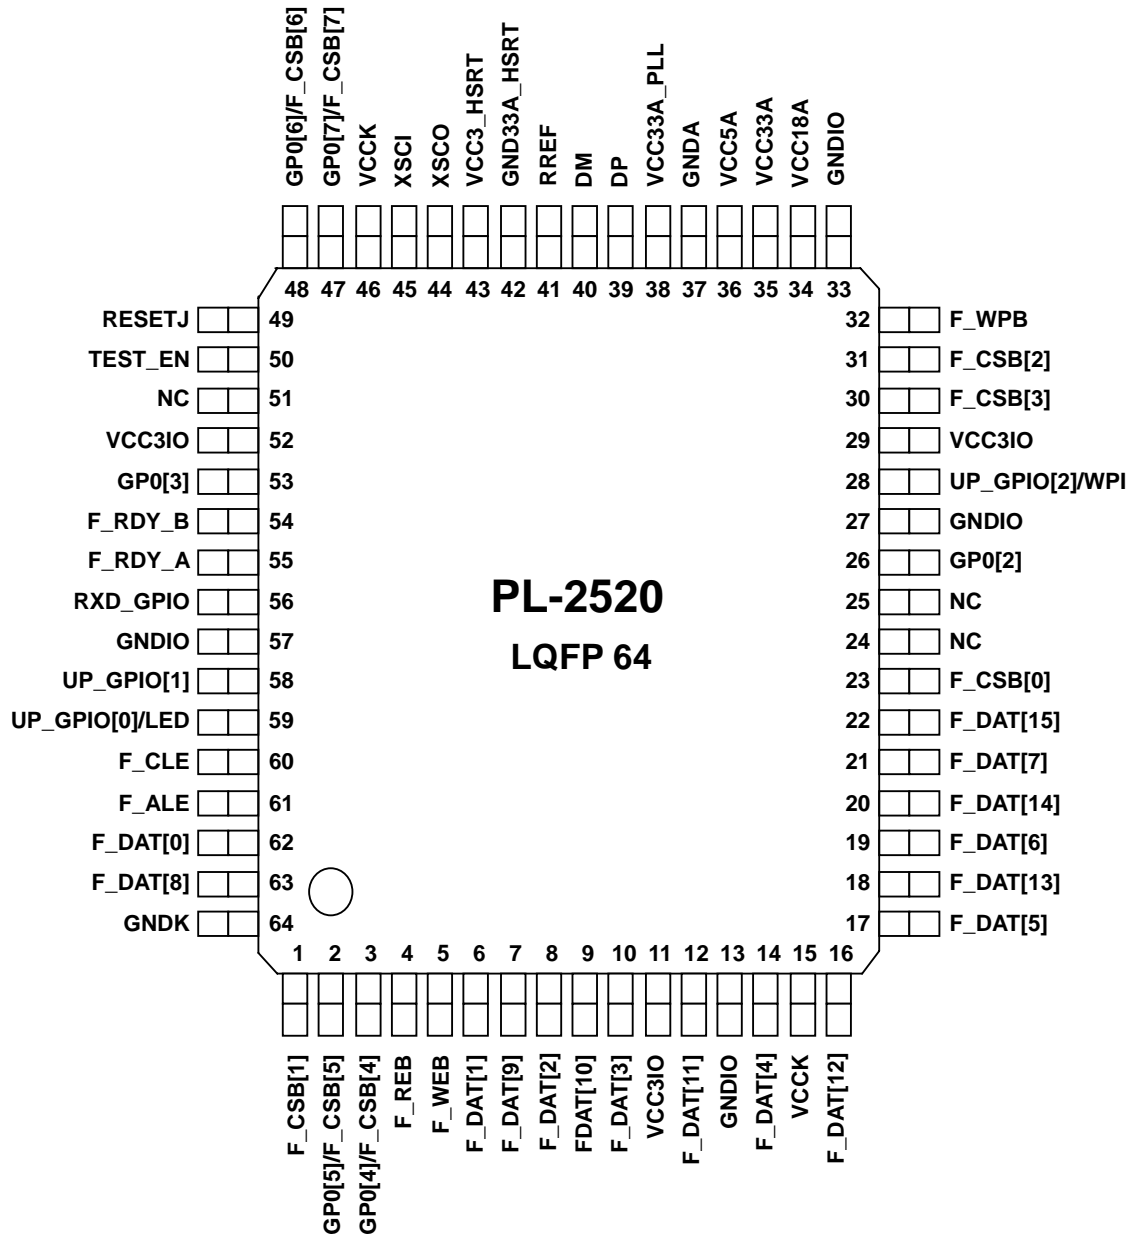 GP0[6]/F_CSB[6]
GP0[7]/F_CSB[7]
VCCK
XSCI
XSCO
VCC3_HSRT
GND33A_HSRT
RREF
DM
DP
VCC33A_PLL
GNDA
VCC5A
VCC33A
VCC18A
GNDIO
48 47 46 45 44 43 42 41 40 39 38 37 36 35 34 33
RESETJ 49
TEST_EN 50
NC 51
VCC3IO 52
GP0[3] 53
F_RDY_B 54
F_RDY_A 55
RXD_GPIO 56
GNDIO 57
UP_GPIO[1] 58
UP_GPIO[0]/LED 59
F_CLE 60
F_ALE 61
F_DAT[0] 62
F_DAT[8] 63
GNDK 64
PL-2520
LQFP 64
32 F_WPB
31 F_CSB[2]
30 F_CSB[3]
29 VCC3IO
28 UP_GPIO[2]/WPI
27 GNDIO
26 GP0[2]
25 NC
24 NC
23 F_CSB[0]
22 F_DAT[15]
21 F_DAT[7]
20 F_DAT[14]
19 F_DAT[6]
18 F_DAT[13]
17 F_DAT[5]
1 2 3 4 5 6 7 8 9 10 11 12 13 14 15 16
F_CSB[1]
GP0[5]/F_CSB[5]
GP0[4]/F_CSB[4]
F_REB
F_WEB
F_DAT[1]
F_DAT[9]
F_DAT[2]
FDAT[10]
F_DAT[3]
VCC3IO
F_DAT[11]
GNDIO
F_DAT[4]
VCCK
F_DAT[12]